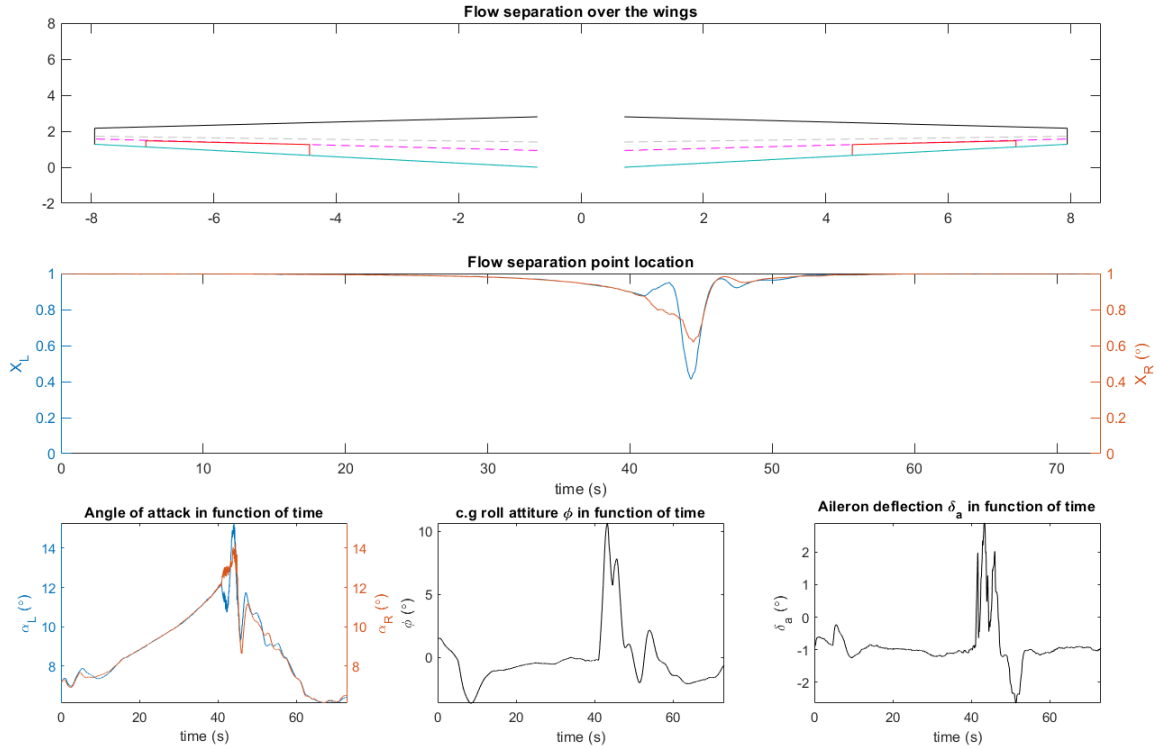 Flow separation over the wings
8
6
4
2
0
-2
-8 -6 -4 -2 0 2 4 6 8
Flow separation point location
1 1
0.8 0.8
0.6 0.6
0.4 0.4
0.2 0.2
0 0
X_L
X_R (°)
0 10 20 30 40 50 60 70
time (s)
Angle of attack in function of time
14 14
12 12
10 10
8 8
α_L (°)
α_R (°)
0 20 40 60
time (s)
c.g roll attiture ϕ in function of time
10
5
0
ϕ (°)
0 20 40 60
time (s)
Aileron deflection δ_a in function of time
2
1
0
-1
-2
δ_a (°)
0 20 40 60
time (s)